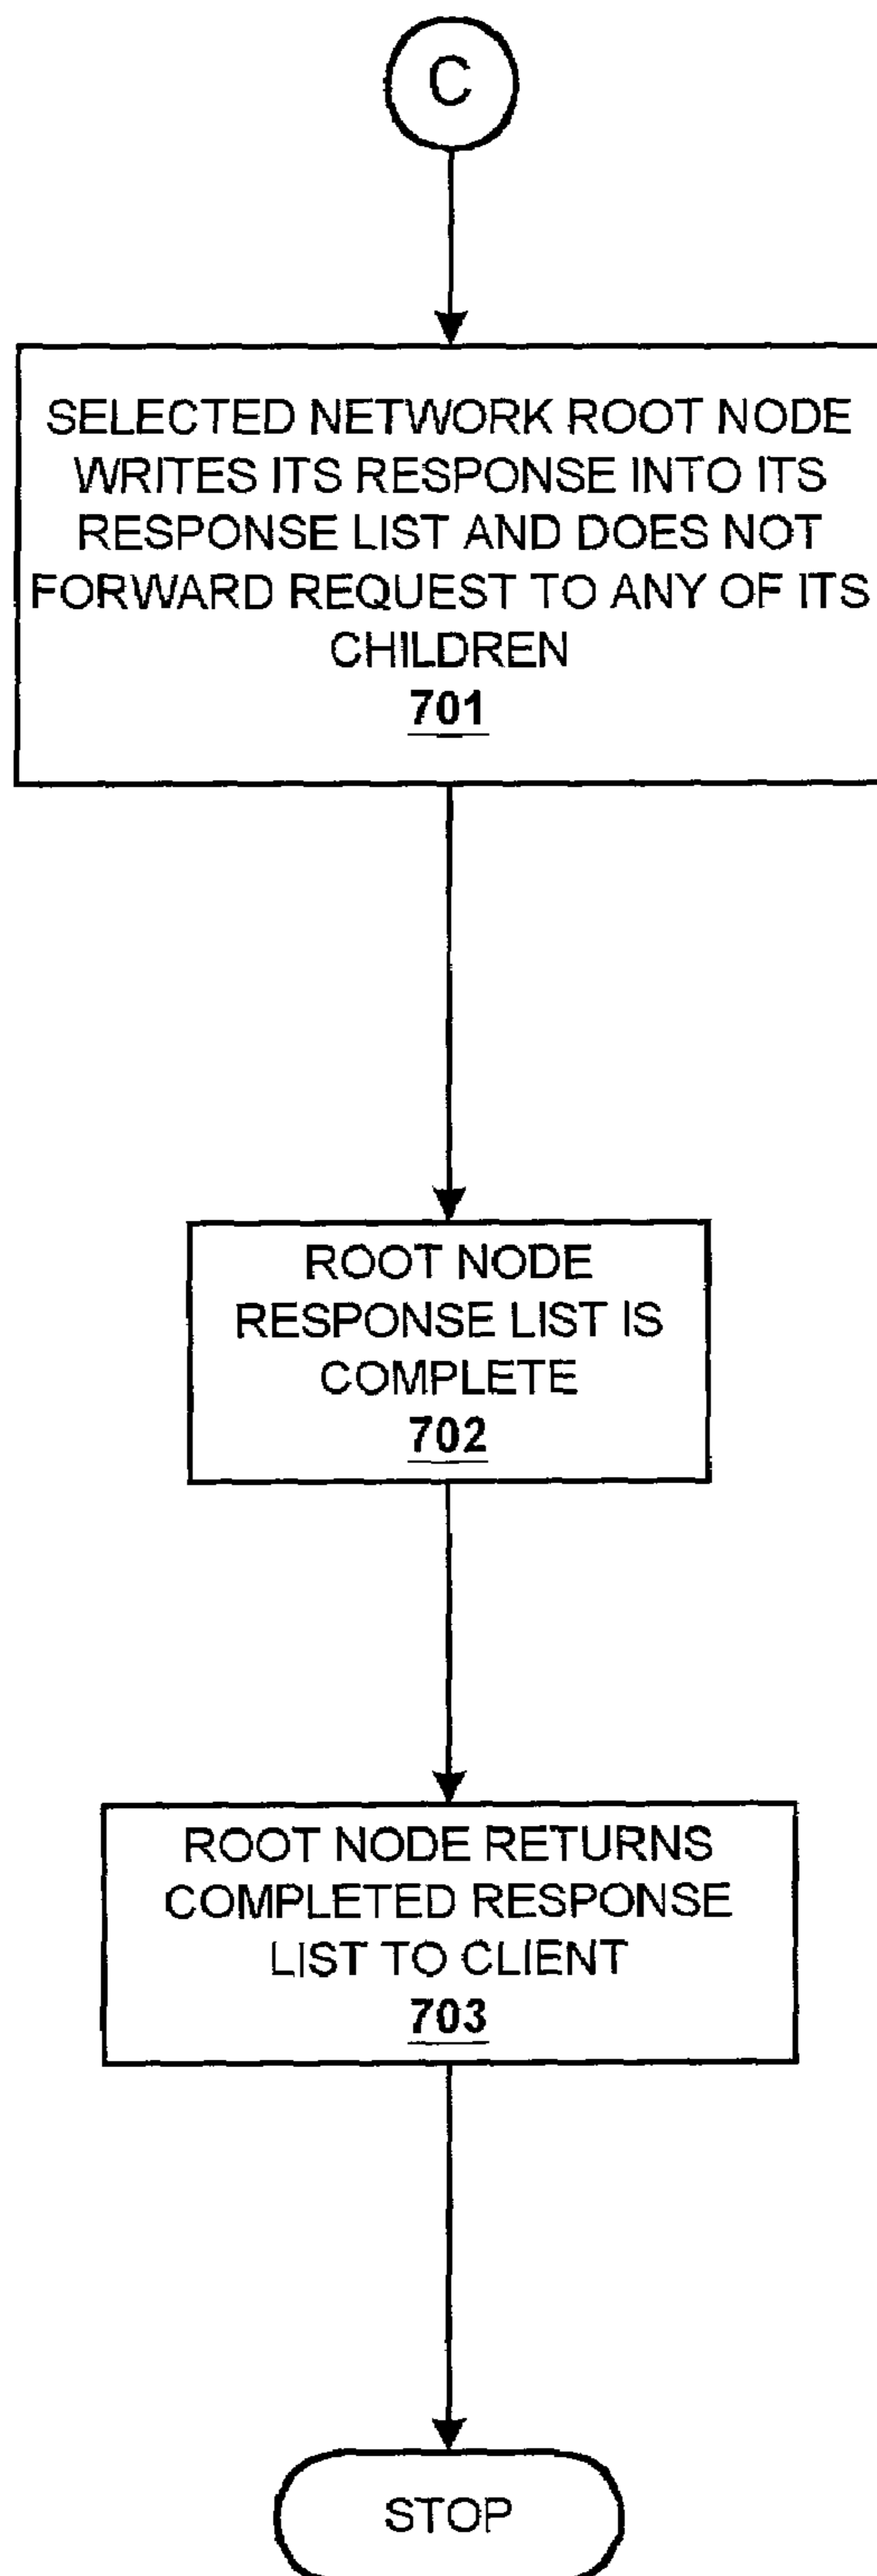 C
SELECTED NETWORK ROOT NODE
WRITES ITS RESPONSE INTO ITS
RESPONSE LIST AND DOES NOT
FORWARD REQUEST TO ANY OF ITS
CHILDREN
701
ROOT NODE
RESPONSE LIST IS
COMPLETE
702
ROOT NODE RETURNS
COMPLETED RESPONSE
LIST TO CLIENT
703
STOP